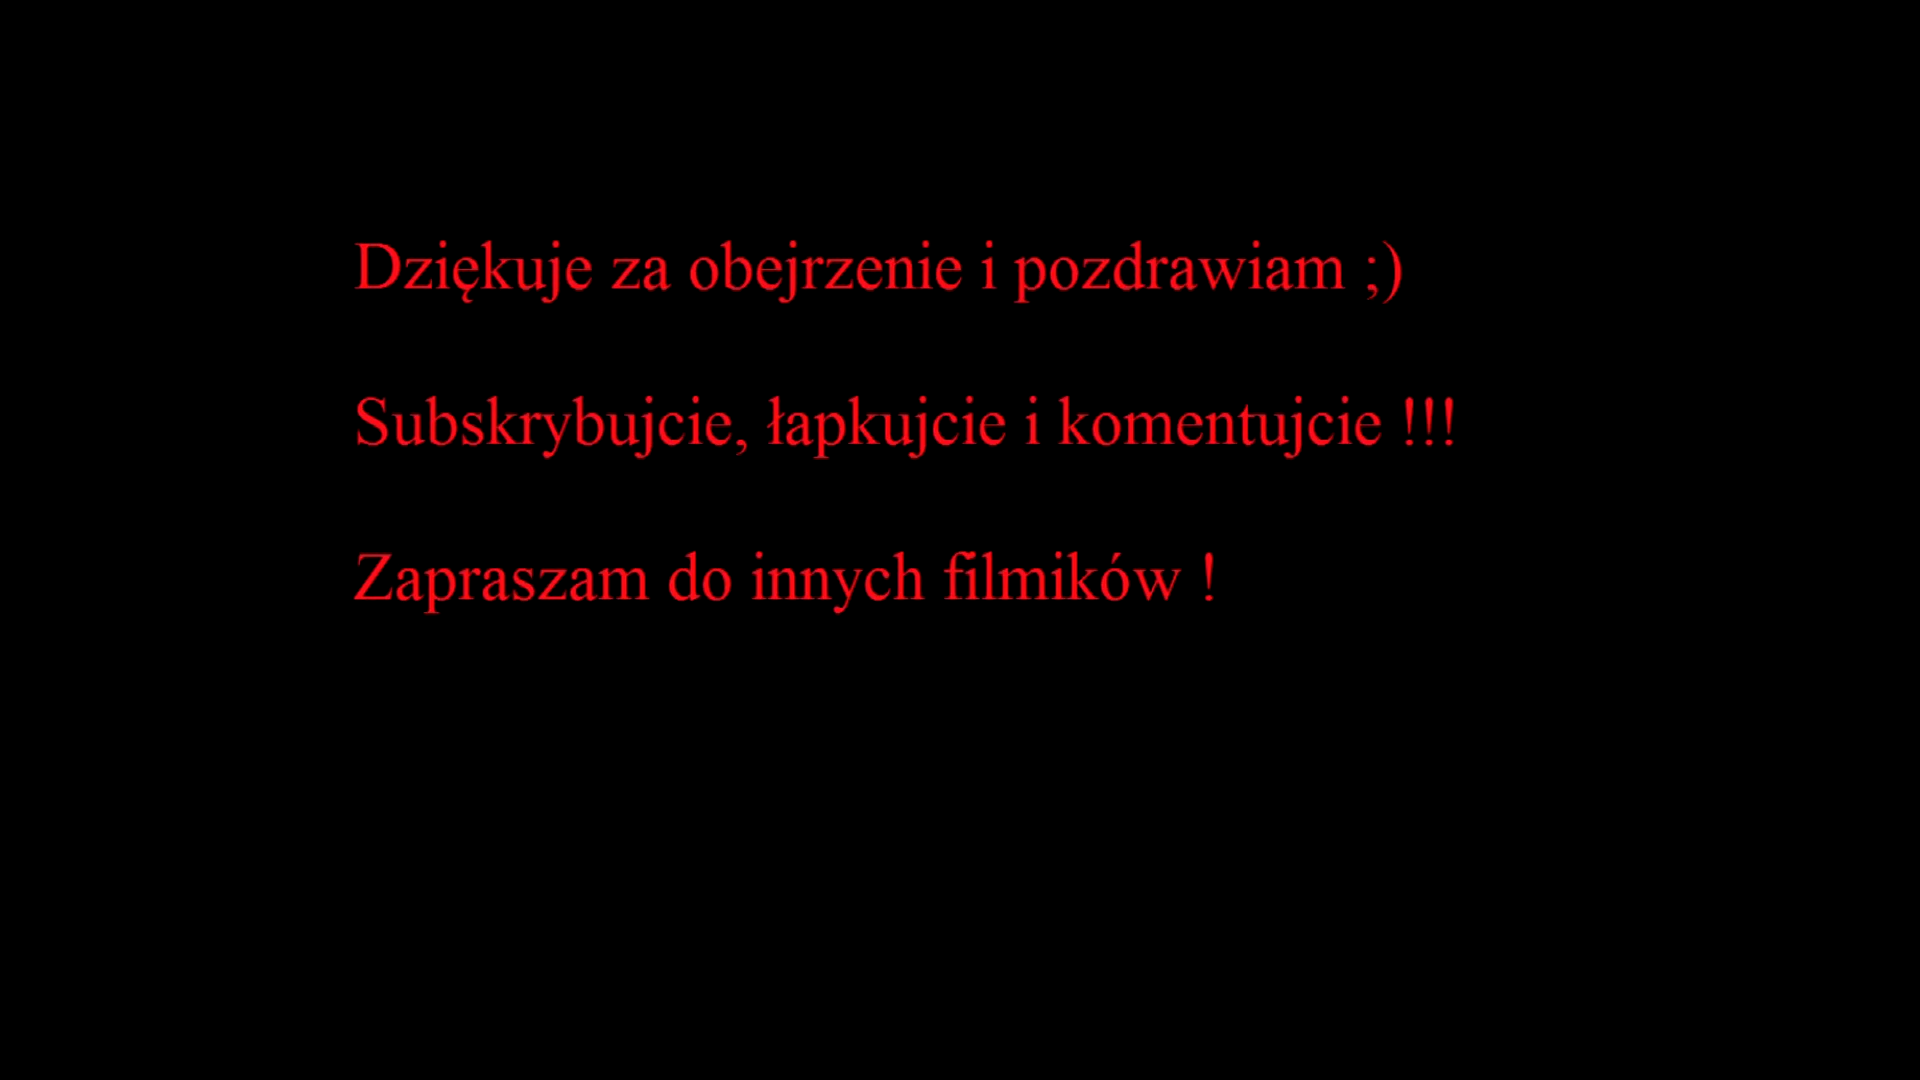 Dziękuje za obejrzenie i pozdrawiam ;)
Subskrybujcie, łapkujcie i komentujcie !!!
Zapraszam do innych filmików !